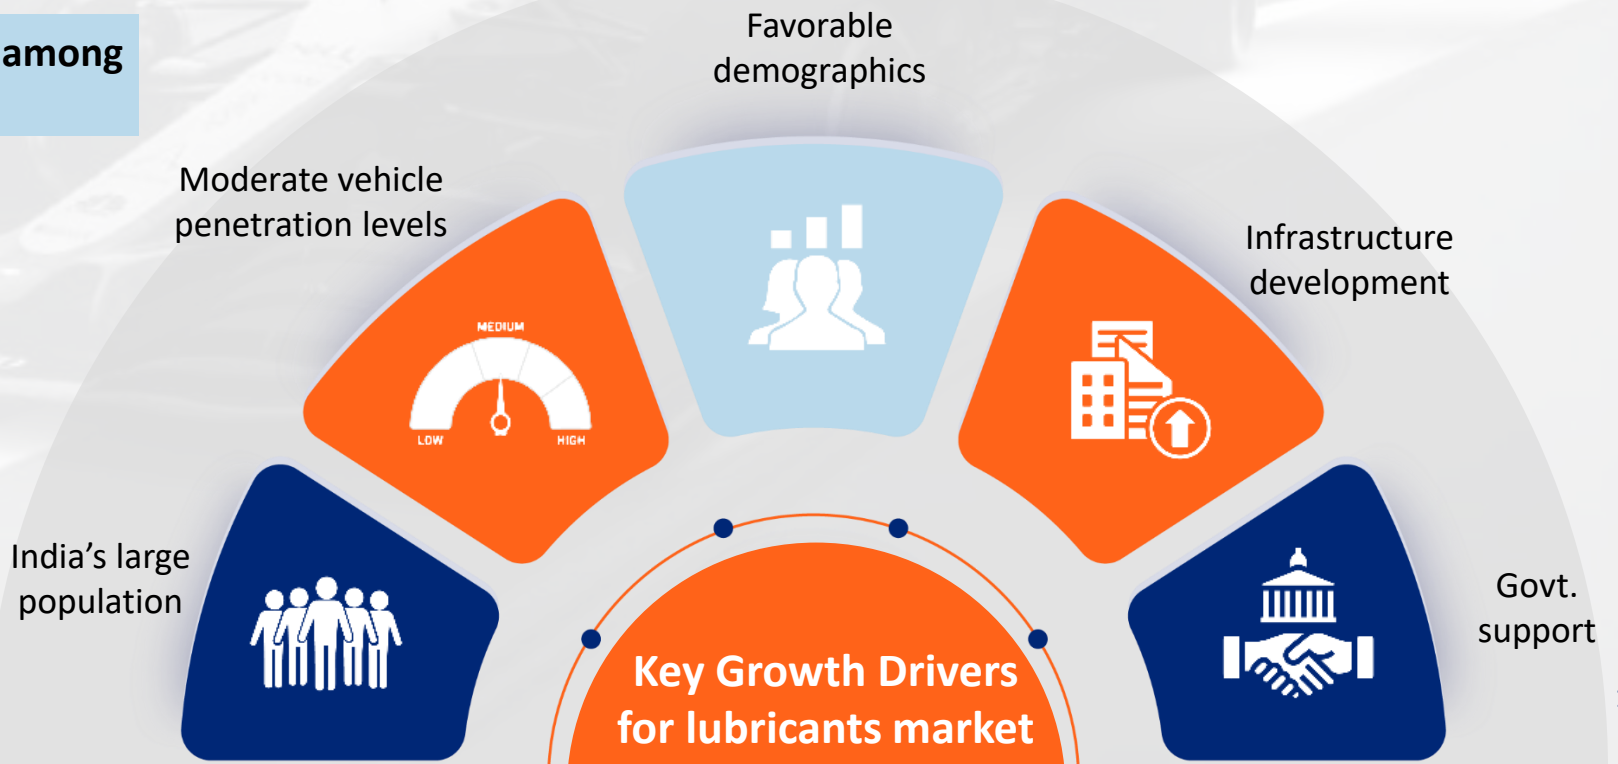 among
Favorable
demographics
Moderate vehicle
penetration levels
Infrastructure
development
MEDIUM
LOW
HIGH
India’s large
population
Govt.
support
Key Growth Drivers
for lubricants market